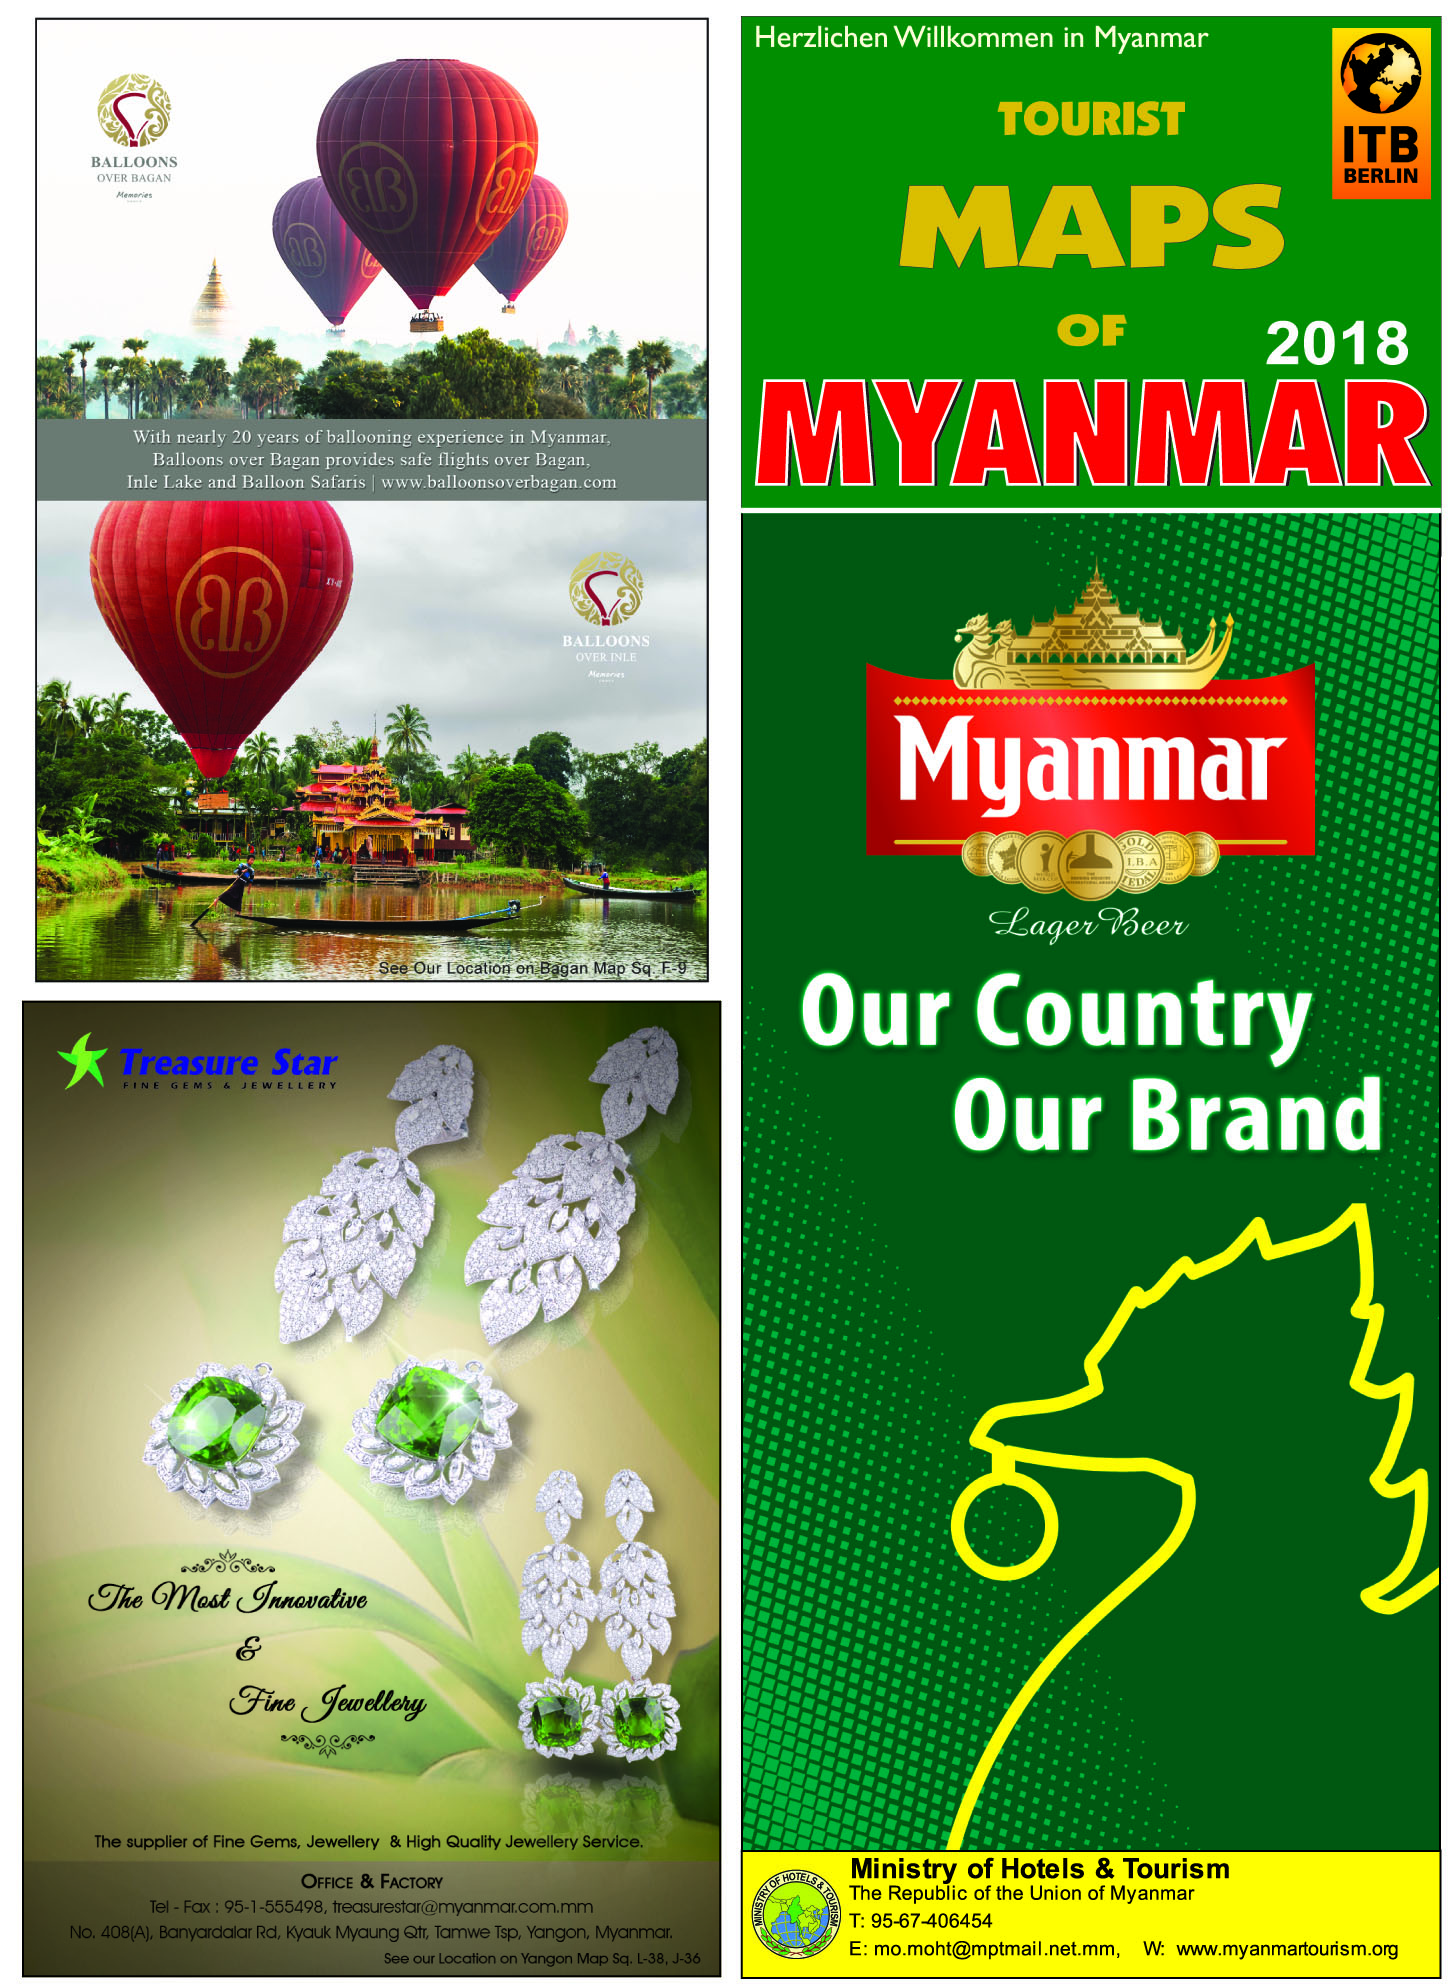 BALLOONS
OVER BAGAN
Memories
With nearly 20 years of ballooning experience in Myanmar,
Balloons over Bagan provides safe flights over Bagan,
Inle Lake and Balloon Safaris | www.balloonsoverbagan.com
BALLOONS
OVER INLE
Memories
See Our Location on Bagan Map Sq. F-9
Treasure Star
FINE GEMS & JEWELLERY
The Most Innovative
&
Fine Jewellery
The supplier of Fine Gems, Jewellery & High Quality Jewellery Service.
OFFICE & FACTORY
Tel - Fax : 95-1-555498, treasurestar@myanmar.com.mm
No. 408(A), Banyardalar Rd, Kyauk Myaung Qtr, Tamwe Tsp, Yangon, Myanmar.
See our Location on Yangon Map Sq. L-38, J-36
Herzlichen Willkommen in Myanmar
ITB
BERLIN
TOURIST
MAPS
OF
2018
MYANMAR
Myanmar
GOLD
I.B.A
MEDAL
Lager Beer
Our Country
Our Brand
MINISTRY OF HOTELS & TOURISM
Ministry of Hotels & Tourism
The Republic of the Union of Myanmar
T: 95-67-406454
E: mo.moht@mptmail.net.mm, W: www.myanmartourism.org